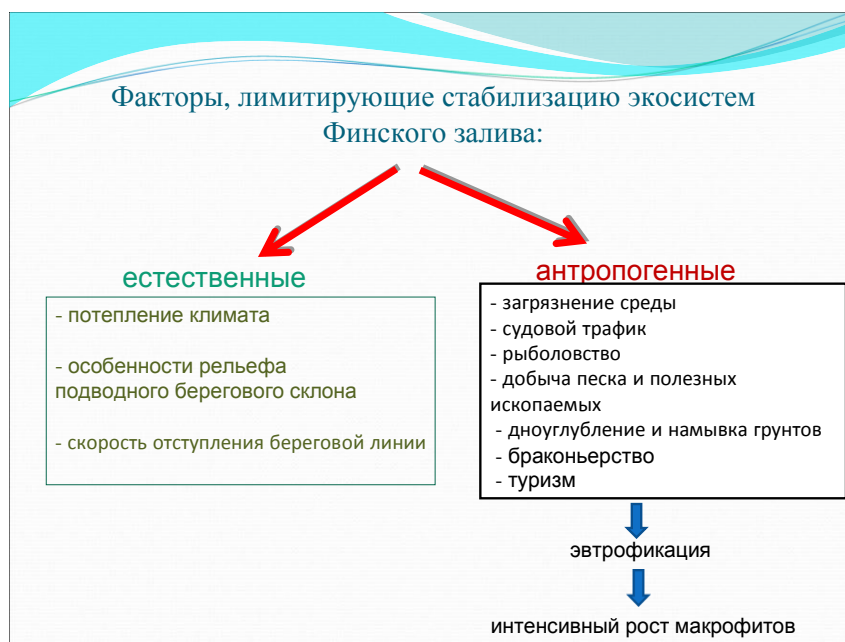 Факторы, лимитирующие стабилизацию экосистем
Финского залива:
естественные
- потепление климата
- особенности рельефа
подводного берегового склона
- скорость отступления береговой линии
антропогенные
- загрязнение среды
- судовой трафик
- рыболовство
- добыча песка и полезных
ископаемых
- дноуглубление и намывка грунтов
- браконьерство
- туризм
эвтрофикация
интенсивный рост макрофитов